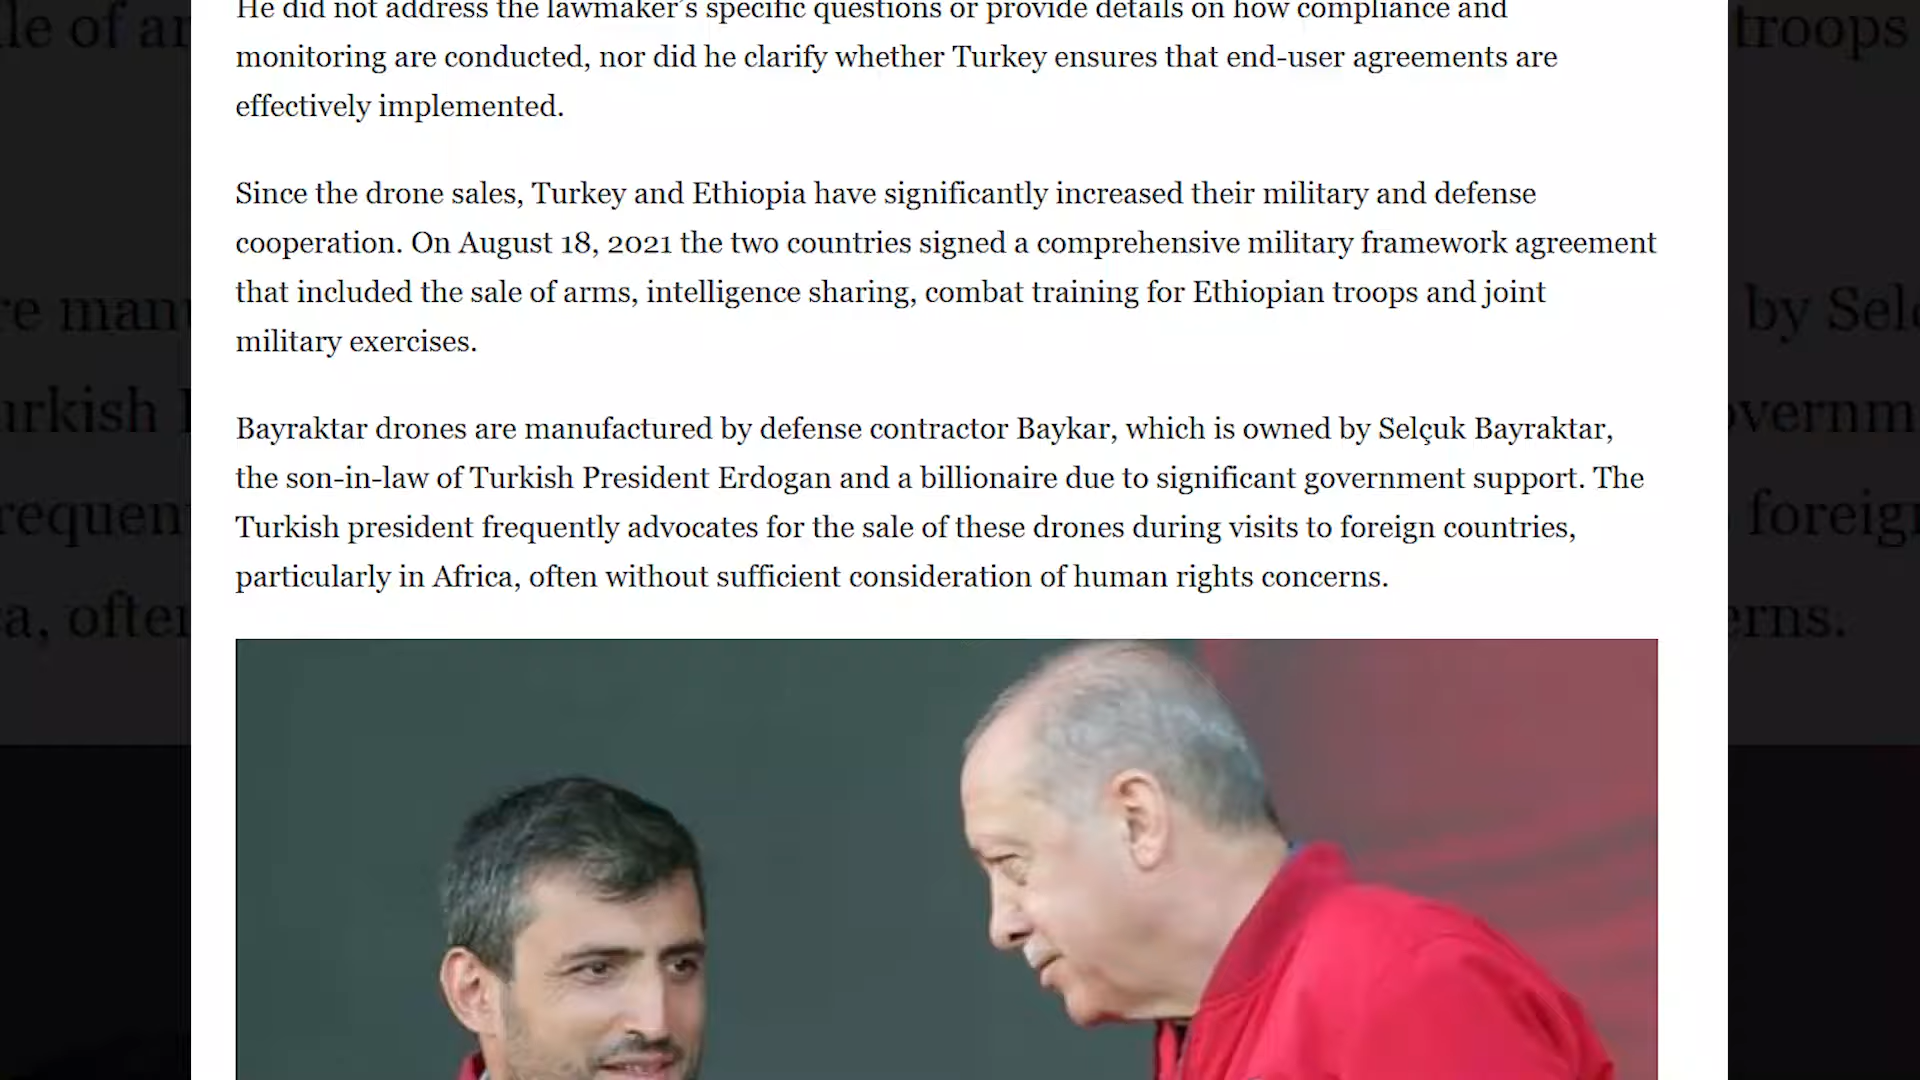 He did not address the lawmaker's specific questions or provide details on how compliance and
monitoring are conducted, nor did he clarify whether Turkey ensures that end-user agreements are
effectively implemented.
Since the drone sales, Turkey and Ethiopia have significantly increased their military and defense
cooperation. On August 18, 2021 the two countries signed a comprehensive military framework agreement
that included the sale of arms, intelligence sharing, combat training for Ethiopian troops and joint
military exercises.
Bayraktar drones are manufactured by defense contractor Baykar, which is owned by Selçuk Bayraktar,
the son-in-law of Turkish President Erdogan and a billionaire due to significant government support. The
Turkish president frequently advocates for the sale of these drones during visits to foreign countries,
particularly in Africa, often without sufficient consideration of human rights concerns.